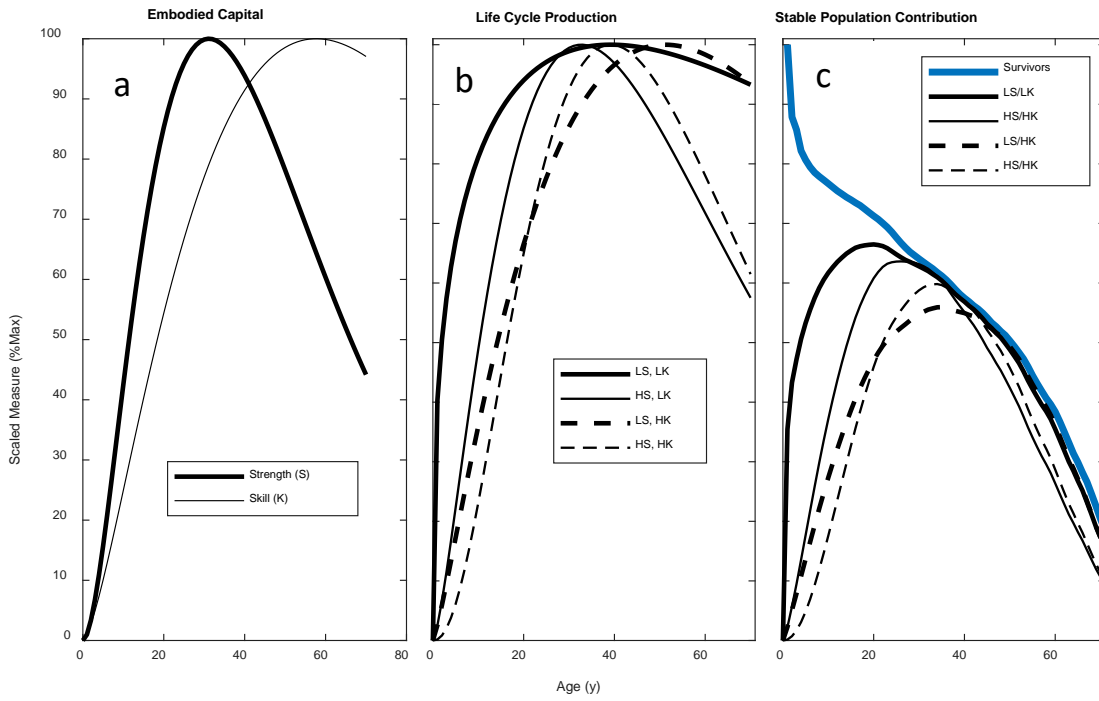 Embodied Capital
Life Cycle Production
Stable Population Contribution
a
b
c
Scaled Measure (%Max)
100
90
80
70
60
50
40
30
20
10
0
Strength (S)
Skill (K)
LS, LK
HS, LK
LS, HK
HS, HK
Survivors
LS/LK
HS/HK
LS/HK
HS/HK
0 20 40 60 80
0 20 40 60
0 20 40 60
Age (y)